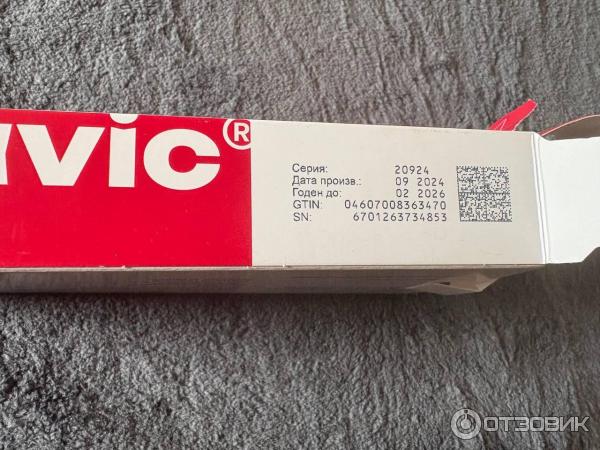 vic®
Серия: 20924
Дата произв.: 09 2024
Годен до: 02 2026
GTIN: 04607008363470
SN: 6701263734853
ОТЗОВИК